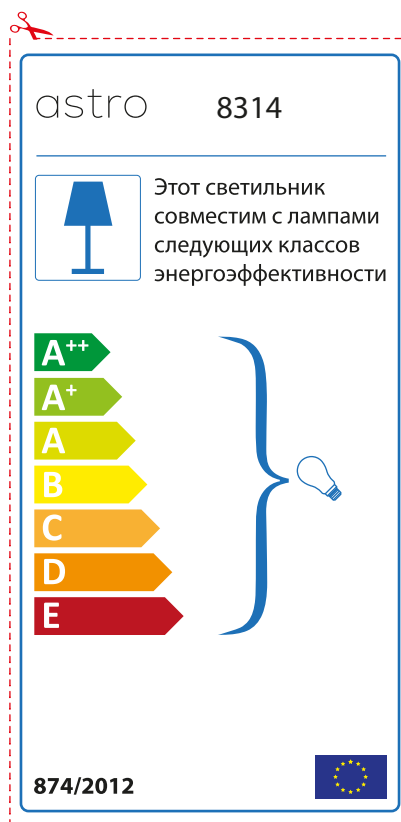 astro 8314
Этот светильник
совместим с лампами
следующих классов
энергоэффективности
A++
A+
A
B
C
D
E
874/2012